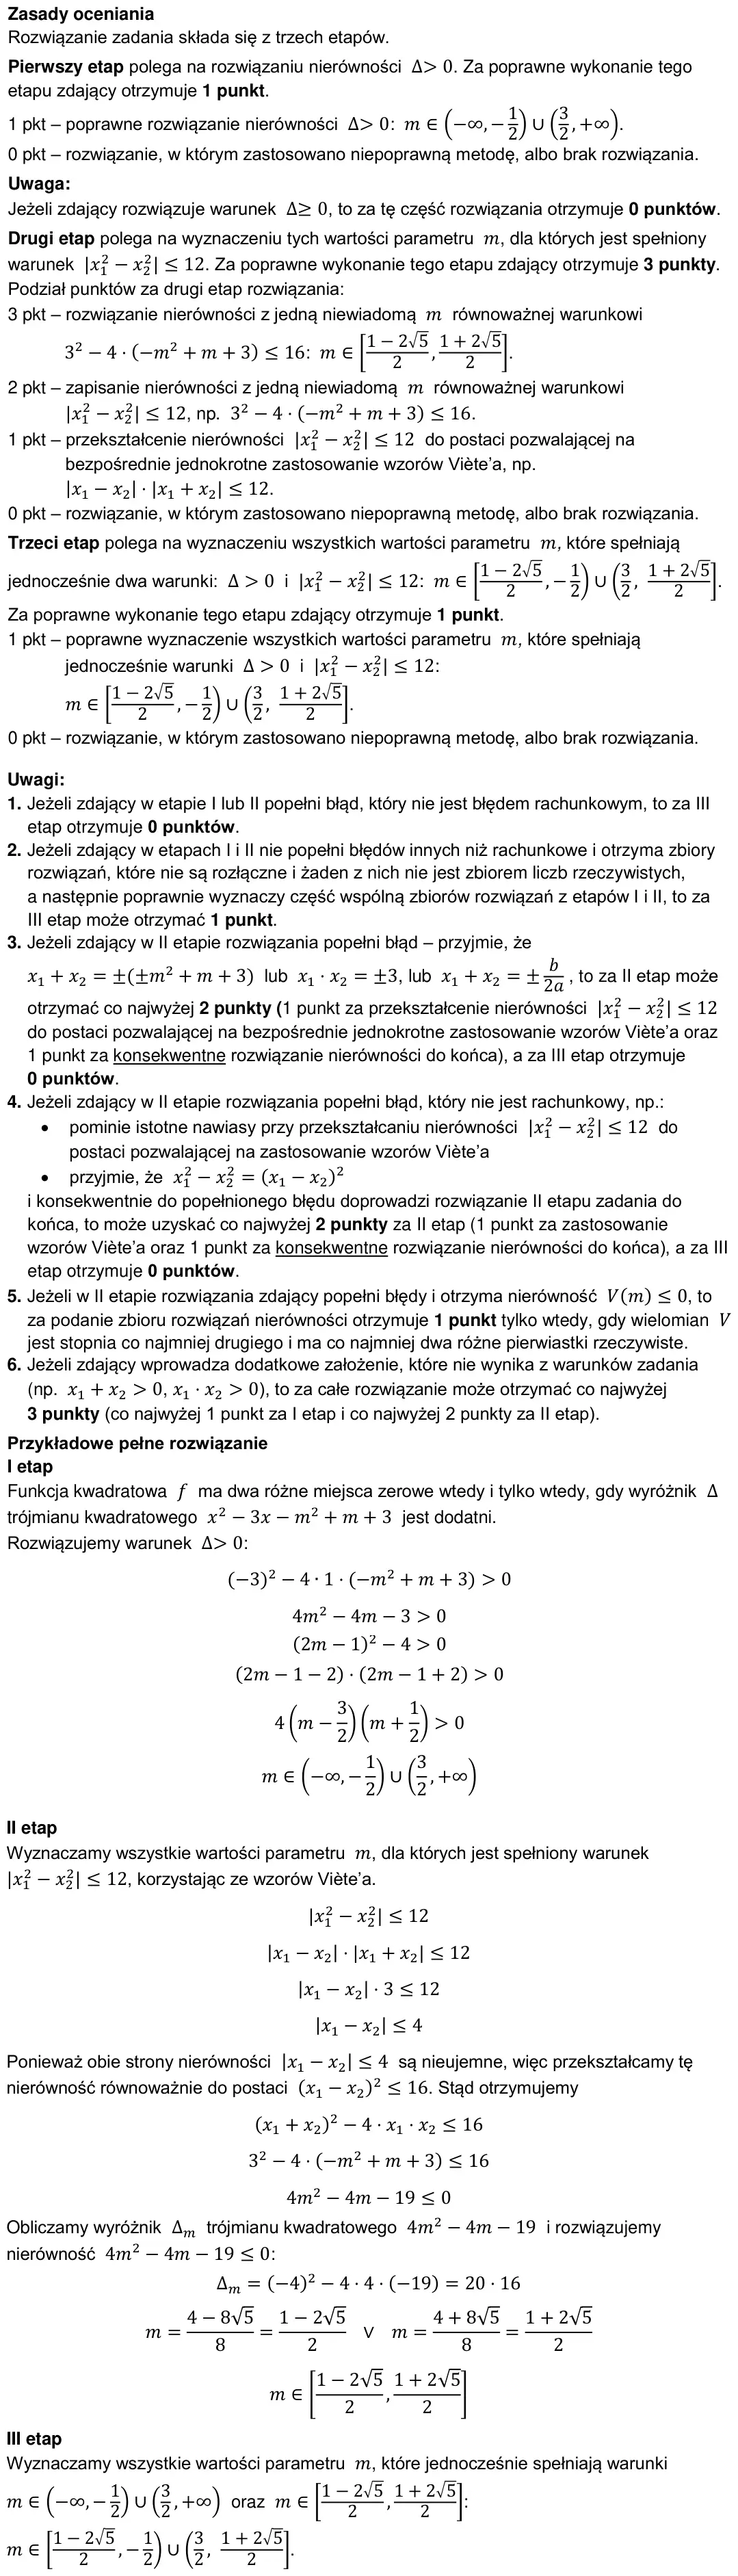 Zasady oceniania
Rozwiązanie zadania składa się z trzech etapów.
Pierwszy etap polega na rozwiązaniu nierówności Δ> 0. Za poprawne wykonanie tego
etapu zdający otrzymuje 1 punkt.
1 pkt – poprawne rozwiązanie nierówności Δ> 0: m ∈ (−∞, −1/2) ∪ (3/2, +∞).
0 pkt – rozwiązanie, w którym zastosowano niepoprawną metodę, albo brak rozwiązania.
Uwaga:
Jeżeli zdający rozwiązuje warunek Δ≥ 0, to za tę część rozwiązania otrzymuje 0 punktów.
Drugi etap polega na wyznaczeniu tych wartości parametru m, dla których jest spełniony
warunek |x₁² − x₂²| ≤ 12. Za poprawne wykonanie tego etapu zdający otrzymuje 3 punkty.
Podział punktów za drugi etap rozwiązania:
3 pkt – rozwiązanie nierówności z jedną niewiadomą m równoważnej warunkowi
3² − 4 · (−m² + m + 3) ≤ 16: m ∈ [(1 − 2√5)/2, (1 + 2√5)/2].
2 pkt – zapisanie nierówności z jedną niewiadomą m równoważnej warunkowi
|x₁² − x₂²| ≤ 12, np. 3² − 4 · (−m² + m + 3) ≤ 16.
1 pkt – przekształcenie nierówności |x₁² − x₂²| ≤ 12 do postaci pozwalającej na
bezpośrednie jednokrotne zastosowanie wzorów Viète’a, np.
|x₁ − x₂| · |x₁ + x₂| ≤ 12.
0 pkt – rozwiązanie, w którym zastosowano niepoprawną metodę, albo brak rozwiązania.
Trzeci etap polega na wyznaczeniu wszystkich wartości parametru m, które spełniają
jednocześnie dwa warunki: Δ > 0 i |x₁² − x₂²| ≤ 12: m ∈ [(1 − 2√5)/2, −1/2) ∪ (3/2, (1 + 2√5)/2].
Za poprawne wykonanie tego etapu zdający otrzymuje 1 punkt.
1 pkt – poprawne wyznaczenie wszystkich wartości parametru m, które spełniają
jednocześnie warunki Δ > 0 i |x₁² − x₂²| ≤ 12:
m ∈ [(1 − 2√5)/2, −1/2) ∪ (3/2, (1 + 2√5)/2].
0 pkt – rozwiązanie, w którym zastosowano niepoprawną metodę, albo brak rozwiązania.
Uwagi:
1. Jeżeli zdający w etapie I lub II popełni błąd, który nie jest błędem rachunkowym, to za III
etap otrzymuje 0 punktów.
2. Jeżeli zdający w etapach I i II nie popełni błędów innych niż rachunkowe i otrzyma zbiory
rozwiązań, które nie są rozłączne i żaden z nich nie jest zbiorem liczb rzeczywistych,
a następnie poprawnie wyznaczy część wspólną zbiorów rozwiązań z etapów I i II, to za
III etap może otrzymać 1 punkt.
3. Jeżeli zdający w II etapie rozwiązania popełni błąd – przyjmie, że
x₁ + x₂ = ±(±m² + m + 3) lub x₁ · x₂ = ±3, lub x₁ + x₂ = ± b/2a , to za II etap może
otrzymać co najwyżej 2 punkty (1 punkt za przekształcenie nierówności |x₁² − x₂²| ≤ 12
do postaci pozwalającej na bezpośrednie jednokrotne zastosowanie wzorów Viète’a oraz
1 punkt za konsekwentne rozwiązanie nierówności do końca), a za III etap otrzymuje
0 punktów.
4. Jeżeli zdający w II etapie rozwiązania popełni błąd, który nie jest rachunkowy, np.:
• pominie istotne nawiasy przy przekształcaniu nierówności |x₁² − x₂²| ≤ 12 do
postaci pozwalającej na zastosowanie wzorów Viète’a
• przyjmie, że x₁² − x₂² = (x₁ − x₂)²
i konsekwentnie do popełnionego błędu doprowadzi rozwiązanie II etapu zadania do
końca, to może uzyskać co najwyżej 2 punkty za II etap (1 punkt za zastosowanie
wzorów Viète’a oraz 1 punkt za konsekwentne rozwiązanie nierówności do końca), a za III
etap otrzymuje 0 punktów.
5. Jeżeli w II etapie rozwiązania zdający popełni błędy i otrzyma nierówność V(m) ≤ 0, to
za podanie zbioru rozwiązań nierówności otrzymuje 1 punkt tylko wtedy, gdy wielomian V
jest stopnia co najmniej drugiego i ma co najmniej dwa różne pierwiastki rzeczywiste.
6. Jeżeli zdający wprowadza dodatkowe założenie, które nie wynika z warunków zadania
(np. x₁ + x₂ > 0, x₁ · x₂ > 0), to za całe rozwiązanie może otrzymać co najwyżej
3 punkty (co najwyżej 1 punkt za I etap i co najwyżej 2 punkty za II etap).
Przykładowe pełne rozwiązanie
I etap
Funkcja kwadratowa f ma dwa różne miejsca zerowe wtedy i tylko wtedy, gdy wyróżnik Δ
trójmianu kwadratowego x² − 3x − m² + m + 3 jest dodatni.
Rozwiązujemy warunek Δ> 0:
(−3)² − 4 · 1 · (−m² + m + 3) > 0
4m² − 4m − 3 > 0
(2m − 1)² − 4 > 0
(2m − 1 − 2) · (2m − 1 + 2) > 0
4 (m − 3/2) (m + 1/2) > 0
m ∈ (−∞, −1/2) ∪ (3/2, +∞)
II etap
Wyznaczamy wszystkie wartości parametru m, dla których jest spełniony warunek
|x₁² − x₂²| ≤ 12, korzystając ze wzorów Viète’a.
|x₁² − x₂²| ≤ 12
|x₁ − x₂| · |x₁ + x₂| ≤ 12
|x₁ − x₂| · 3 ≤ 12
|x₁ − x₂| ≤ 4
Ponieważ obie strony nierówności |x₁ − x₂| ≤ 4 są nieujemne, więc przekształcamy tę
nierówność równoważnie do postaci (x₁ − x₂)² ≤ 16. Stąd otrzymujemy
(x₁ + x₂)² − 4 · x₁ · x₂ ≤ 16
3² − 4 · (−m² + m + 3) ≤ 16
4m² − 4m − 19 ≤ 0
Obliczamy wyróżnik Δₘ trójmianu kwadratowego 4m² − 4m − 19 i rozwiązujemy
nierówność 4m² − 4m − 19 ≤ 0:
Δₘ = (−4)² − 4 · 4 · (−19) = 20 · 16
m = (4 − 8√5)/8 = (1 − 2√5)/2 ∨ m = (4 + 8√5)/8 = (1 + 2√5)/2
m ∈ [(1 − 2√5)/2, (1 + 2√5)/2]
III etap
Wyznaczamy wszystkie wartości parametru m, które jednocześnie spełniają warunki
m ∈ (−∞, −1/2) ∪ (3/2, +∞) oraz m ∈ [(1 − 2√5)/2, (1 + 2√5)/2]:
m ∈ [(1 − 2√5)/2, −1/2) ∪ (3/2, (1 + 2√5)/2].